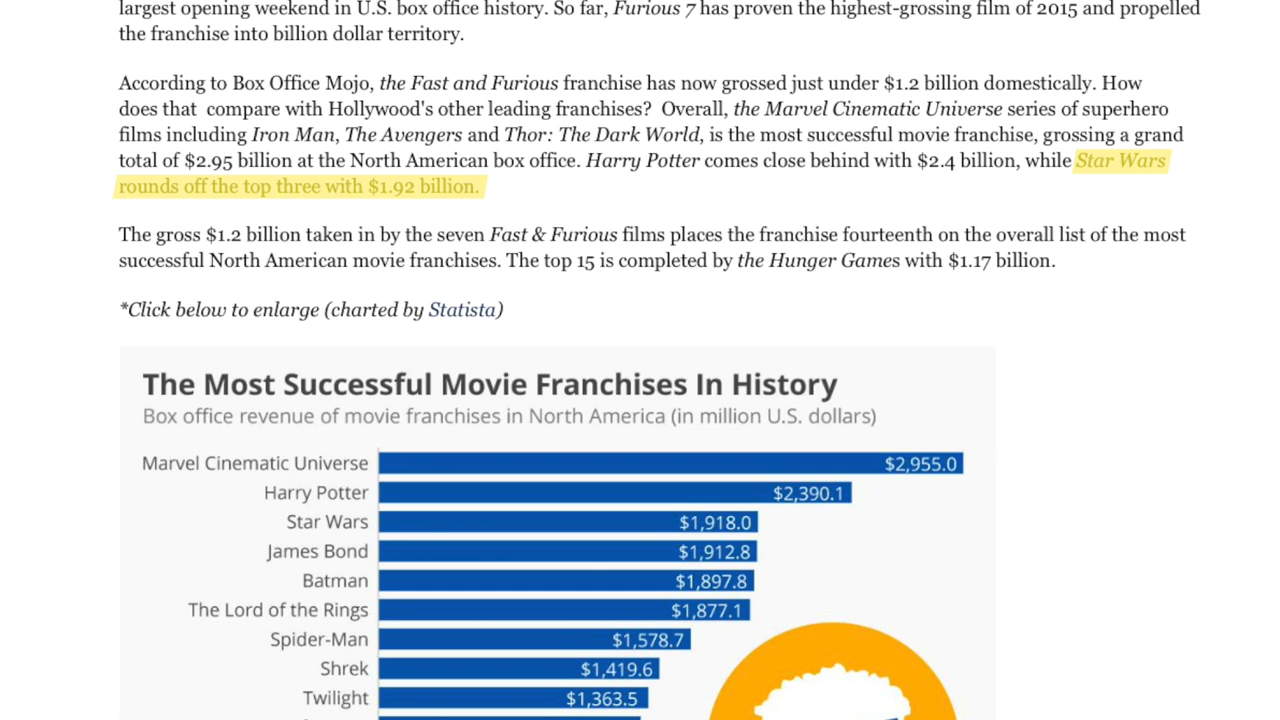 largest opening weekend in U.S. box office history. So far, Furious 7 has proven the highest-grossing film of 2015 and propelled
the franchise into billion dollar territory.
According to Box Office Mojo, the Fast and Furious franchise has now grossed just under $1.2 billion domestically. How
does that  compare with Hollywood's other leading franchises?  Overall, the Marvel Cinematic Universe series of superhero
films including Iron Man, The Avengers and Thor: The Dark World, is the most successful movie franchise, grossing a grand
total of $2.95 billion at the North American box office. Harry Potter comes close behind with $2.4 billion, while Star Wars
rounds off the top three with $1.92 billion.
The gross $1.2 billion taken in by the seven Fast & Furious films places the franchise fourteenth on the overall list of the most
successful North American movie franchises. The top 15 is completed by the Hunger Games with $1.17 billion.
*Click below to enlarge (charted by Statista)
The Most Successful Movie Franchises In History
Box office revenue of movie franchises in North America (in million U.S. dollars)
Marvel Cinematic Universe $2,955.0
Harry Potter $2,390.1
Star Wars $1,918.0
James Bond $1,912.8
Batman $1,897.8
The Lord of the Rings $1,877.1
Spider-Man $1,578.7
Shrek $1,419.6
Twilight $1,363.5